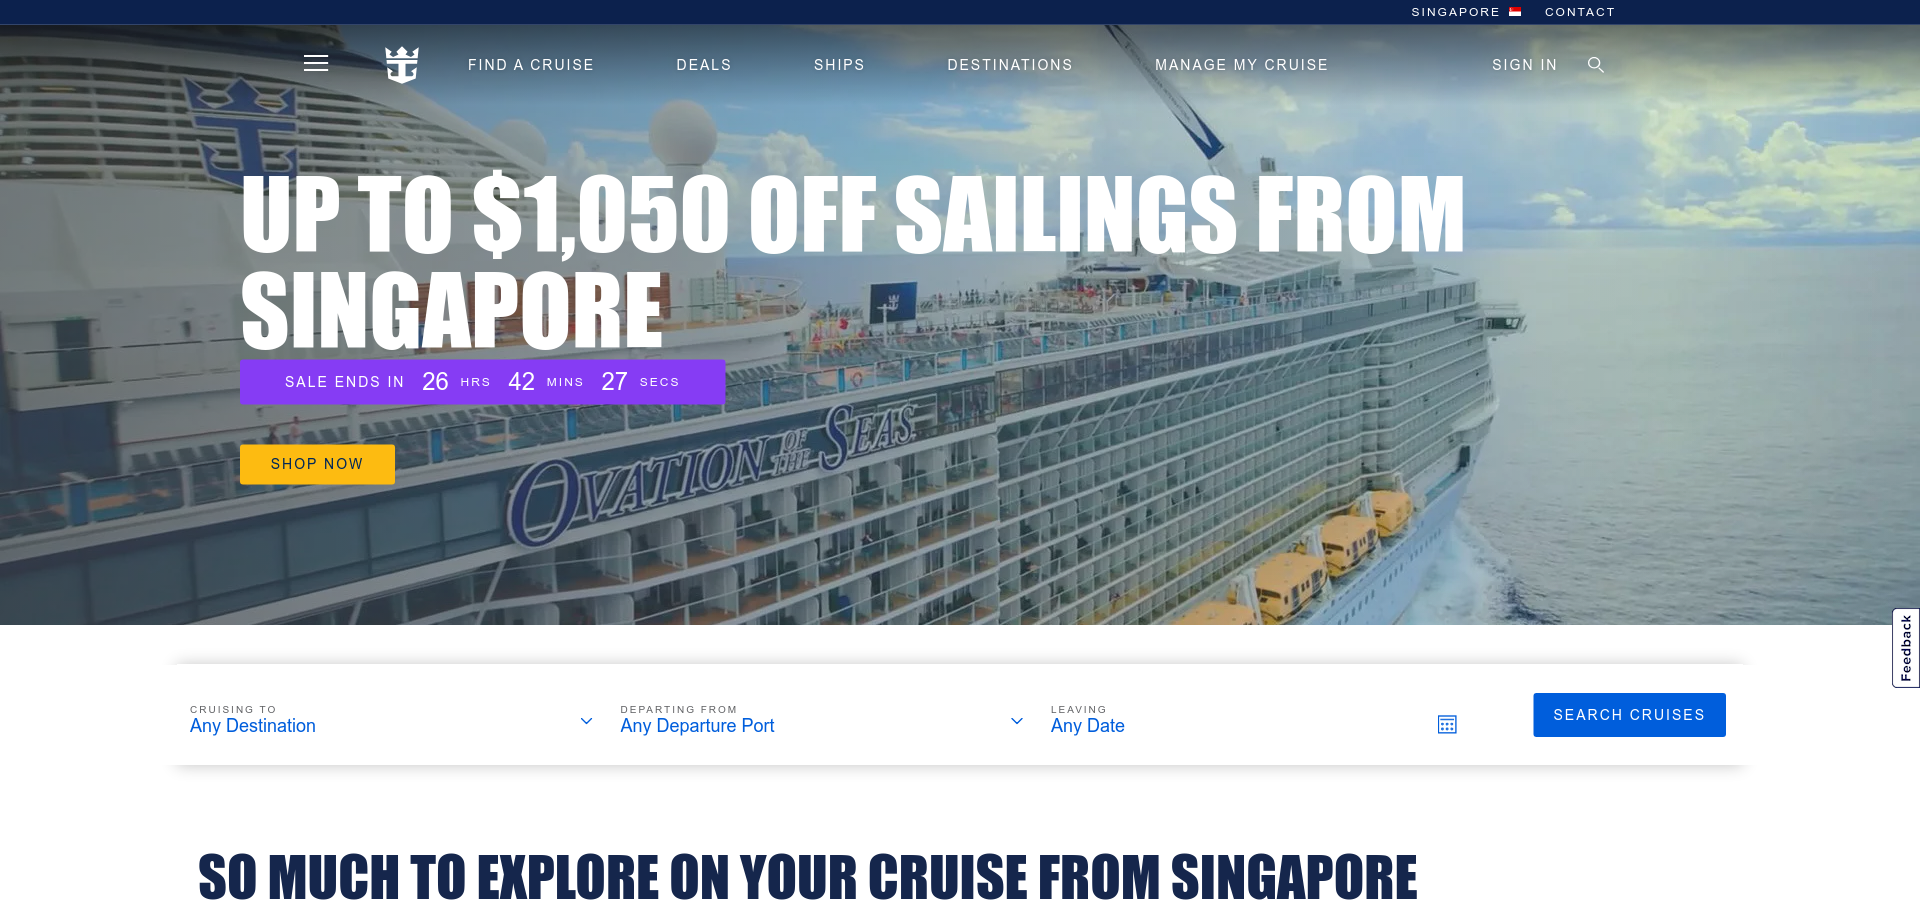 SINGAPORE CONTACT
FIND A CRUISE DEALS SHIPS DESTINATIONS MANAGE MY CRUISE SIGN IN
UP TO $1,050 OFF SAILINGS FROM
SINGAPORE
SALE ENDS IN 26 HRS 42 MINS 27 SECS
SHOP NOW
OVATION OF THE SEAS
Feedback
CRUISING TO
Any Destination
DEPARTING FROM
Any Departure Port
LEAVING
Any Date
SEARCH CRUISES
SO MUCH TO EXPLORE ON YOUR CRUISE FROM SINGAPORE